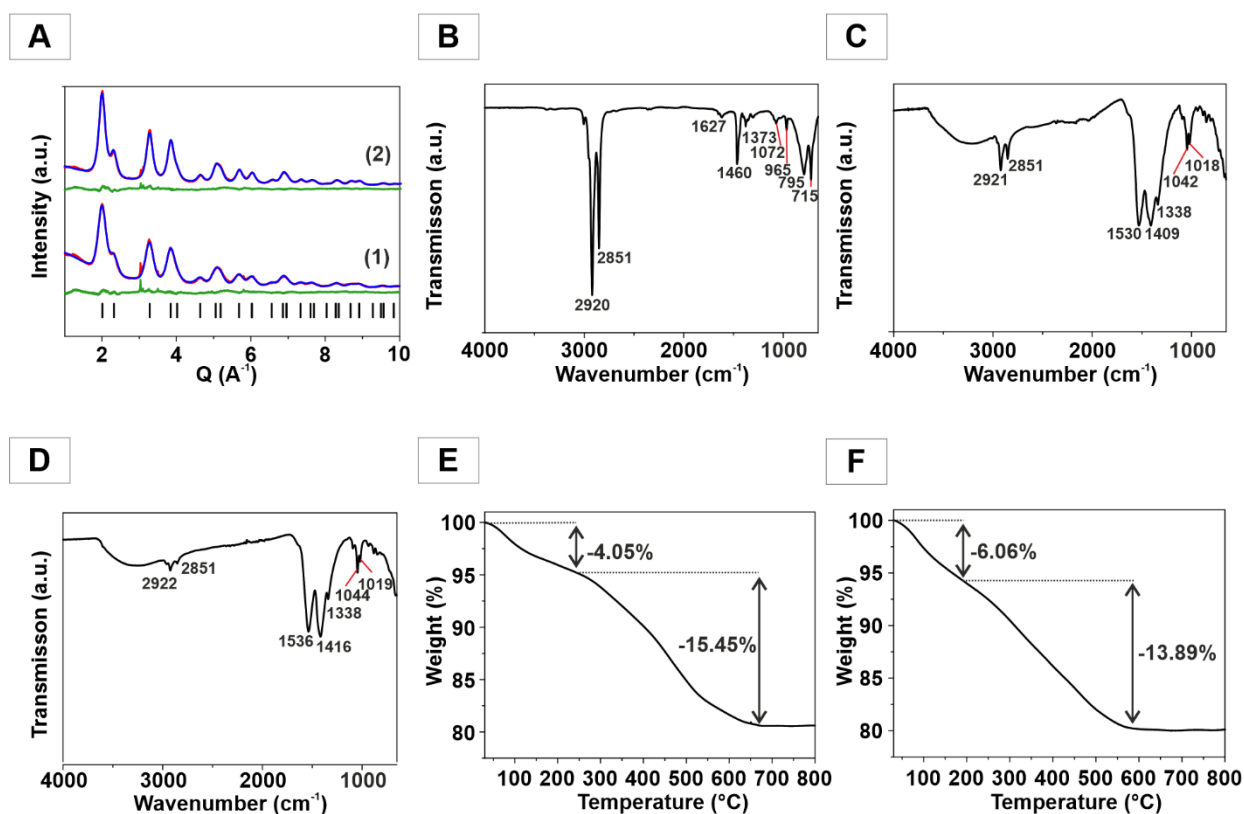 A
Intensity (a.u.)
(2)
(1)
2 4 6 8 10
Q (A⁻¹)
B
Transmisson (a.u.)
1627
1373
1072
1460
965
795
715
2851
2920
4000 3000 2000 1000
Wavenumber (cm⁻¹)
C
Transmisson (a.u.)
2921
2851
1018
1042
1338
1530
1409
4000 3000 2000 1000
Wavenumber (cm⁻¹)
D
Transmisson (a.u.)
2922
2851
1044
1019
1338
1536
1416
4000 3000 2000 1000
Wavenumber (cm⁻¹)
E
Weight (%)
100
95
90
85
80
-4.05%
-15.45%
100 200 300 400 500 600 700 800
Temperature (°C)
F
Weight (%)
100
95
90
85
80
-6.06%
-13.89%
100 200 300 400 500 600 700 800
Temperature (°C)